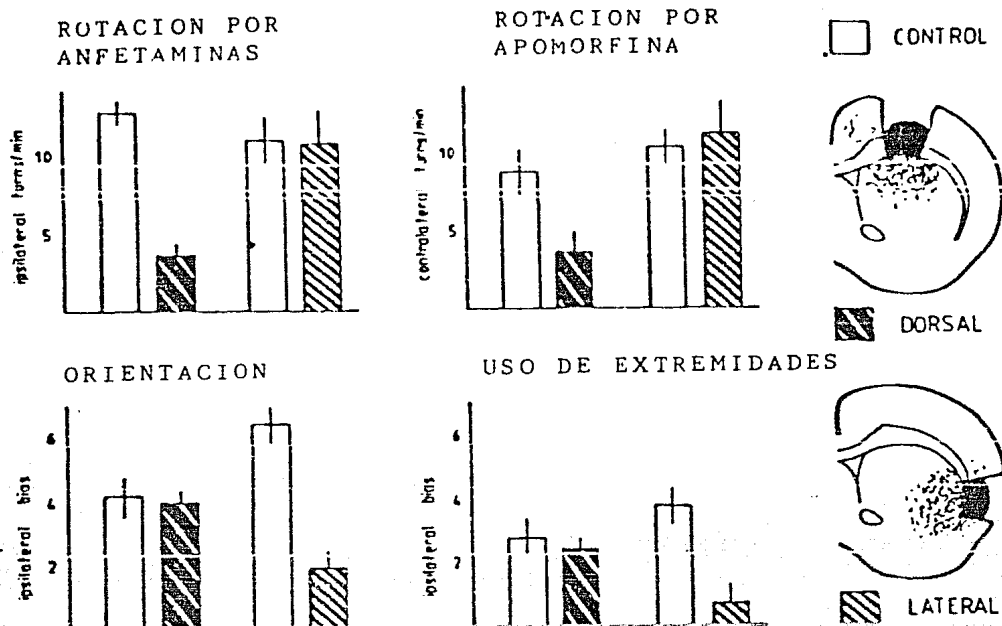 ROTACION POR
ANFETAMINAS
ROTACION POR
APOMORFINA
CONTROL
ipsilateral turns/min
10
5
contralateral turns/min
10
5
DORSAL
ORIENTACION
USO DE EXTREMIDADES
ipsilateral bias
6
4
2
ipsilateral bias
6
4
2
LATERAL